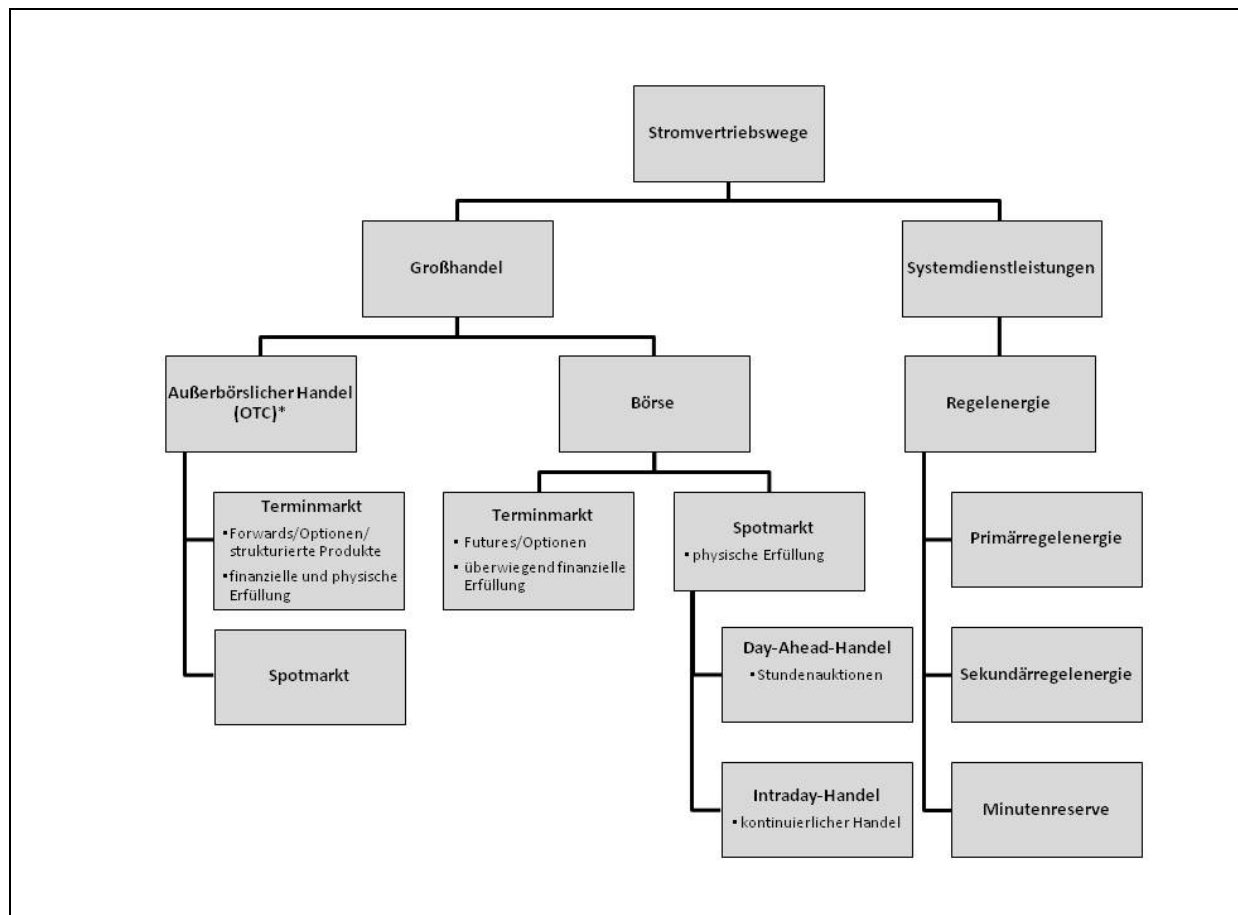 Stromvertriebswege
Großhandel
Systemdienstleistungen
Außerbörslicher Handel
(OTC)*
Börse
Regelenergie
Terminmarkt
▪Forwards/Optionen/
strukturierte Produkte
▪finanzielle und physische
Erfüllung
Spotmarkt
Terminmarkt
▪ Futures/Optionen
▪ überwiegend finanzielle
Erfüllung
Spotmarkt
▪ physische Erfüllung
Day-Ahead-Handel
▪ Stundenauktionen
Intraday-Handel
▪ kontinuierlicher Handel
Primärregelenergie
Sekundärregelenergie
Minutenreserve